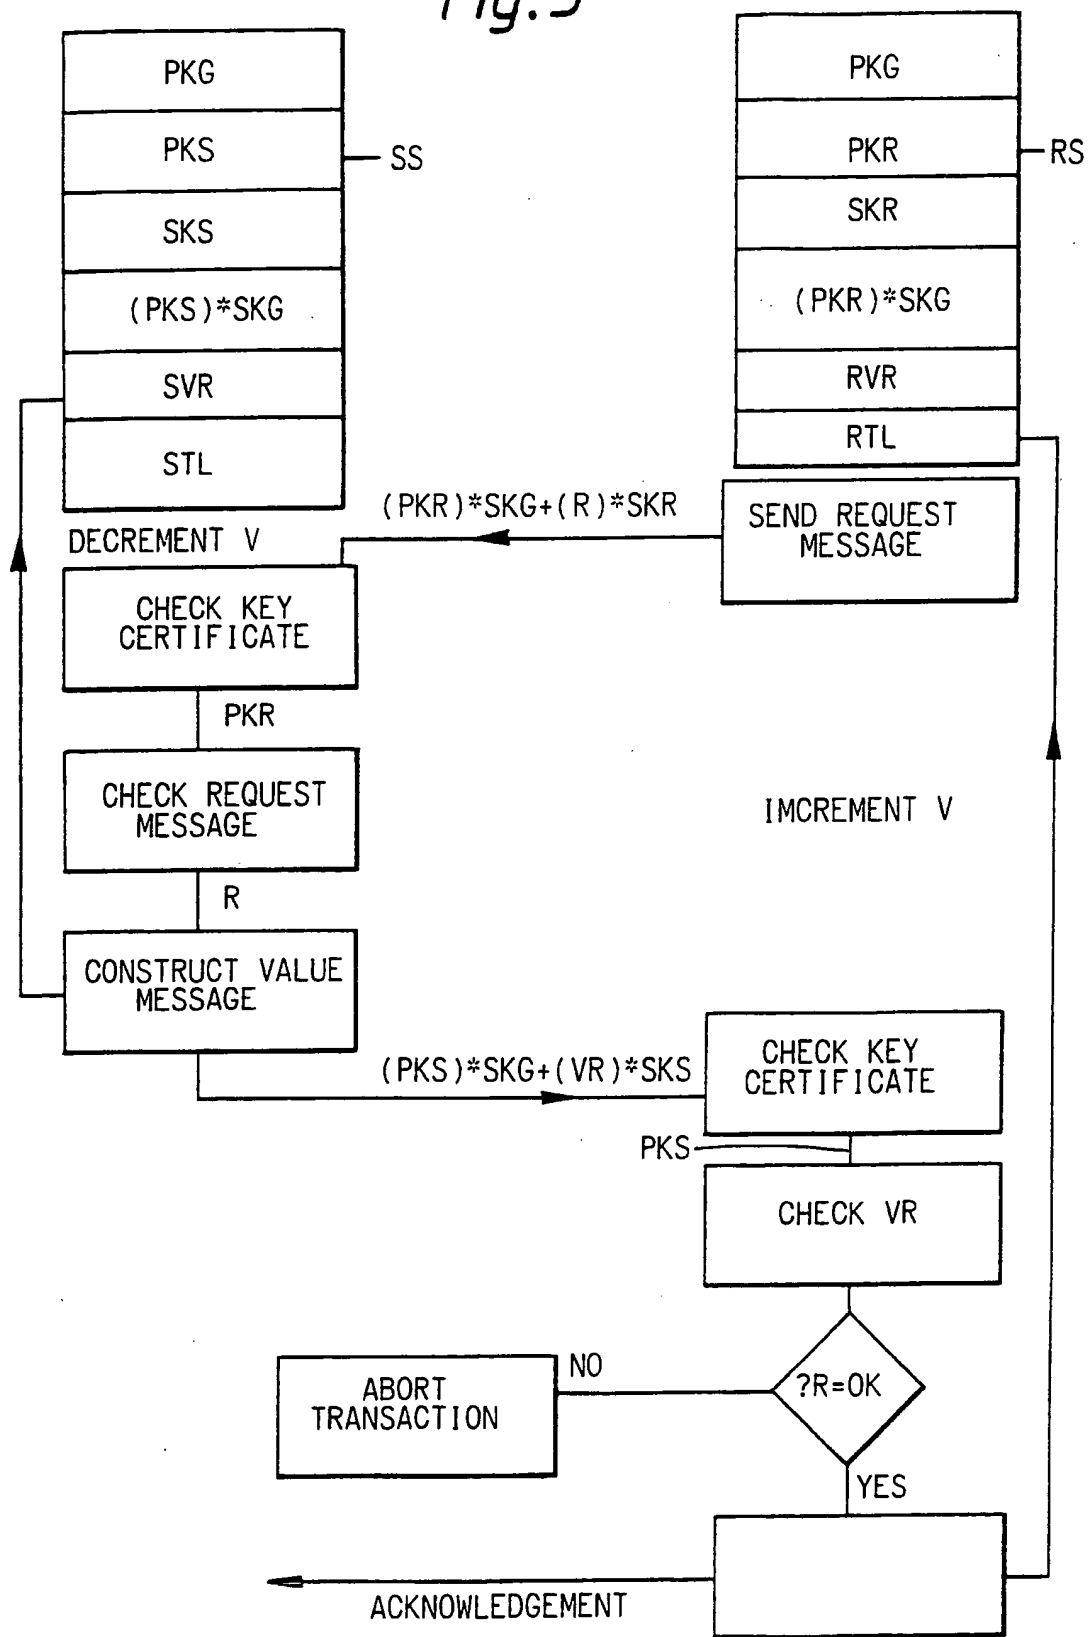 Fig. 3
PKG
PKS
SS
SKS
(PKS)*SKG
SVR
STL
PKG
PKR
RS
SKR
(PKR)*SKG
RVR
RTL
(PKR)*SKG+(R)*SKR
SEND REQUEST
MESSAGE
DECREMENT V
CHECK KEY
CERTIFICATE
PKR
CHECK REQUEST
MESSAGE
IMCREMENT V
R
CONSTRUCT VALUE
MESSAGE
(PKS)*SKG+(VR)*SKS
CHECK KEY
CERTIFICATE
PKS
CHECK VR
?R=OK
NO
ABORT
TRANSACTION
YES
ACKNOWLEDGEMENT